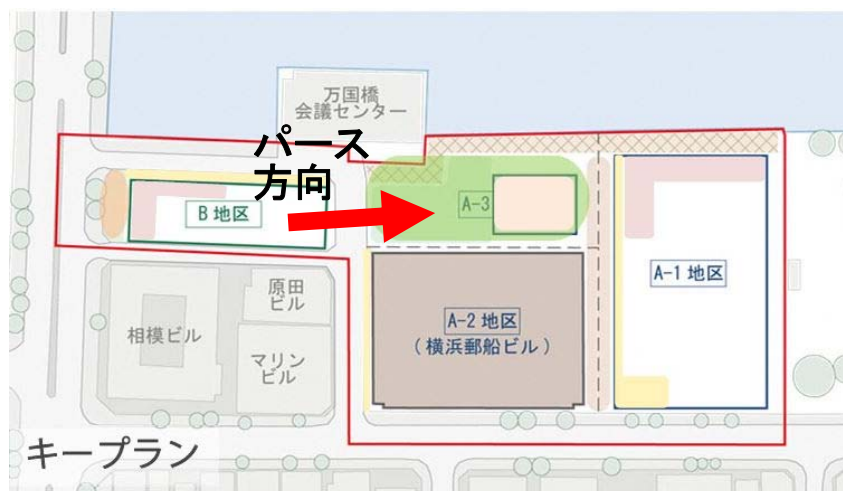 万国橋
会議センター
パース
方向
B 地区
A-3
A-1 地区
原田
ビル
相模ビル
A-2 地区
(横浜郵船ビル)
マリン
ビル
キープラン